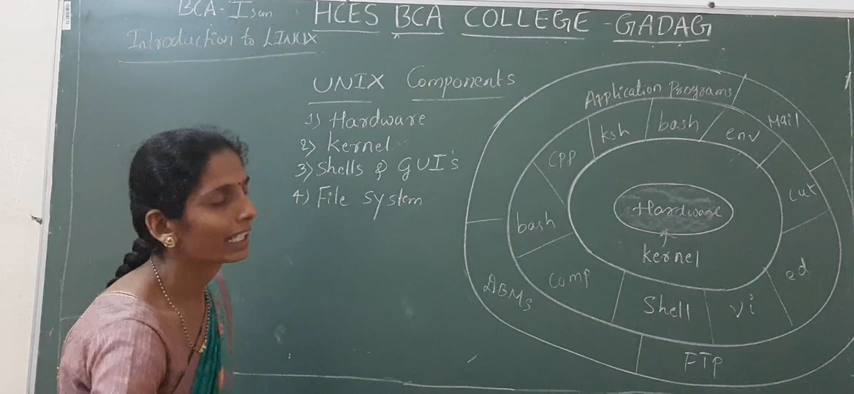 BCA - I sem
HCES BCA COLLEGE - GADAG
Introduction to LINUX
UNIX Components
1) Hardware
2) Kernel
3) Shells & GUI's
4) File system
Application Programs
Mail
ksh
bash
env
CPP
cut
bash
Hardware
kernel
comp
ed
DBMS
Shell
vi
FTP